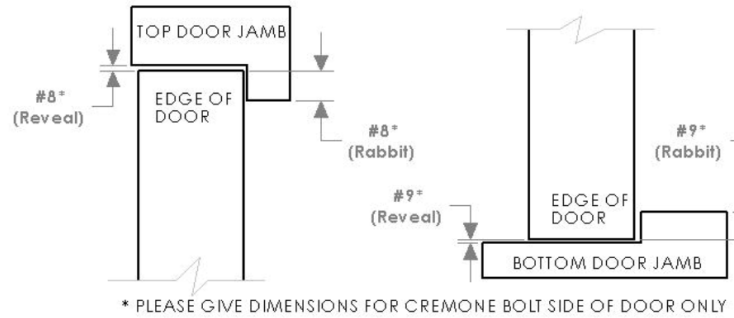 TOP DOOR JAMB
#8*
(Reveal)
EDGE OF
DOOR
#8*
(Rabbit)
#9*
(Rabbit)
#9*
(Reveal)
EDGE OF
DOOR
BOTTOM DOOR JAMB
* PLEASE GIVE DIMENSIONS FOR CREMONE BOLT SIDE OF DOOR ONLY